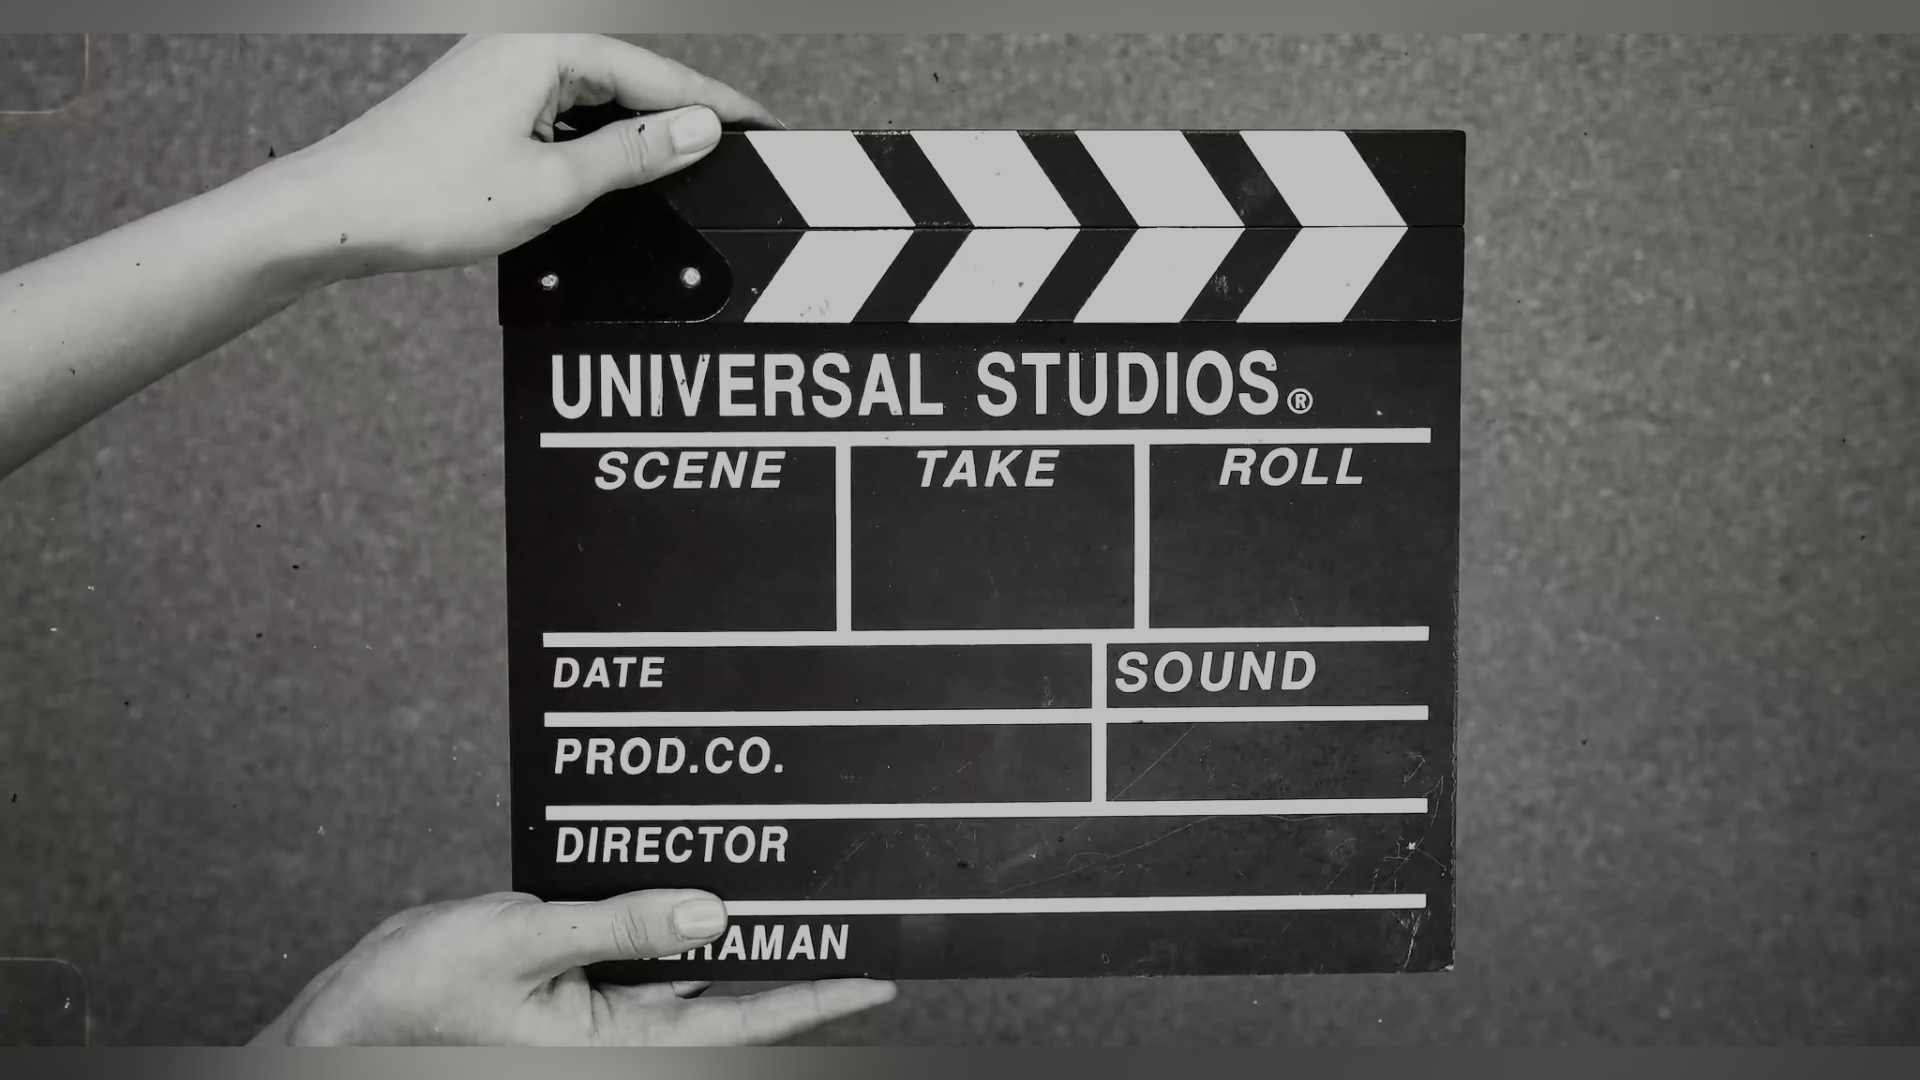 UNIVERSAL STUDIOS®
SCENE TAKE ROLL
DATE SOUND
PROD.CO.
DIRECTOR